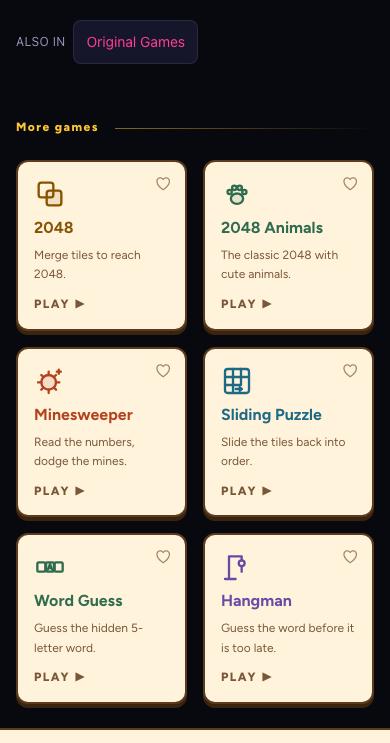 ALSO IN Original Games
More games
2048
Merge tiles to reach
2048.
PLAY ▶
2048 Animals
The classic 2048 with
cute animals.
PLAY ▶
Minesweeper
Read the numbers,
dodge the mines.
PLAY ▶
Sliding Puzzle
Slide the tiles back into
order.
PLAY ▶
Word Guess
Guess the hidden 5-
letter word.
PLAY ▶
Hangman
Guess the word before it
is too late.
PLAY ▶